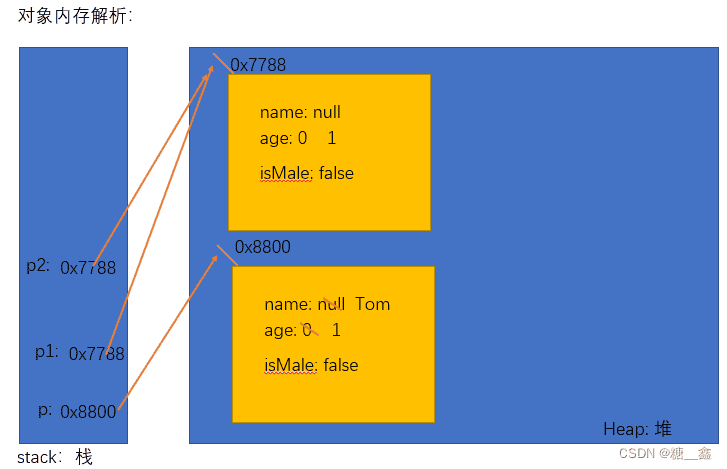 对象内存解析：
0x7788
name: null
age: 0 1
isMale: false
0x8800
p2: 0x7788
name: null Tom
age: 0 1
p1: 0x7788
isMale: false
p: 0x8800
Heap: 堆
stack：栈
CSDN @糖__鑫